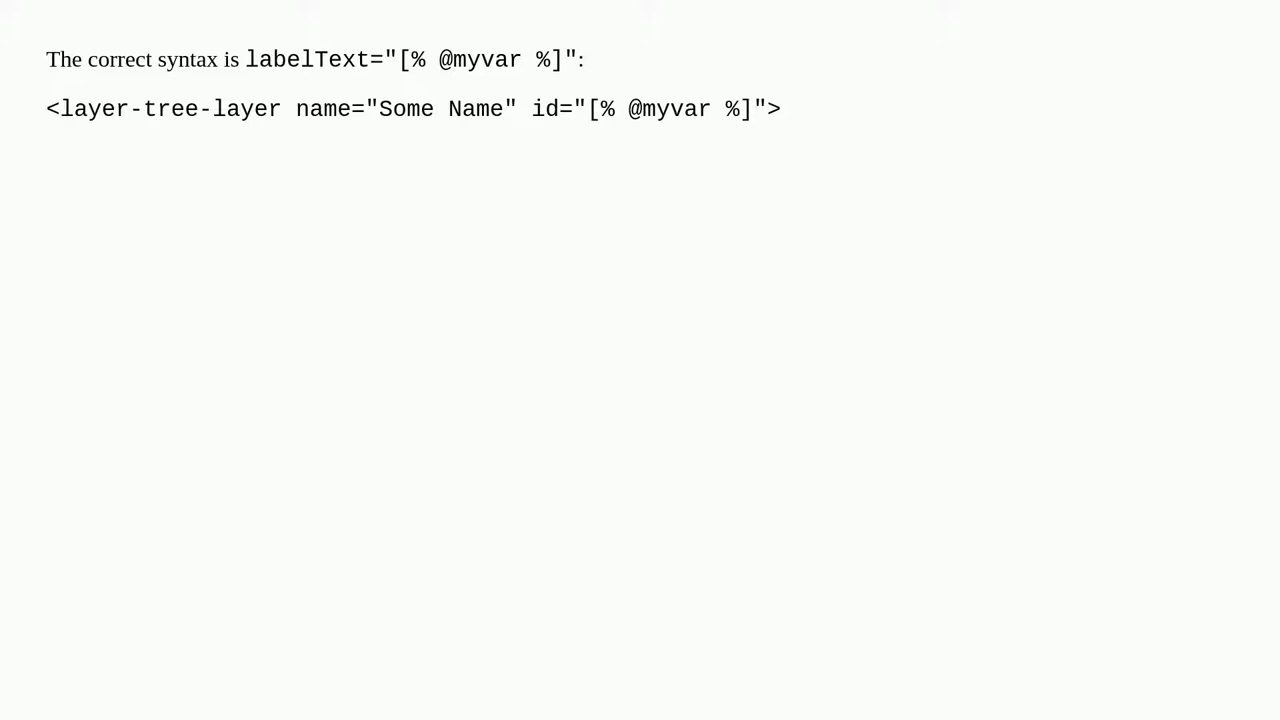 The correct syntax is labelText="[% @myvar %]":
<layer-tree-layer name="Some Name" id="[% @myvar %]">